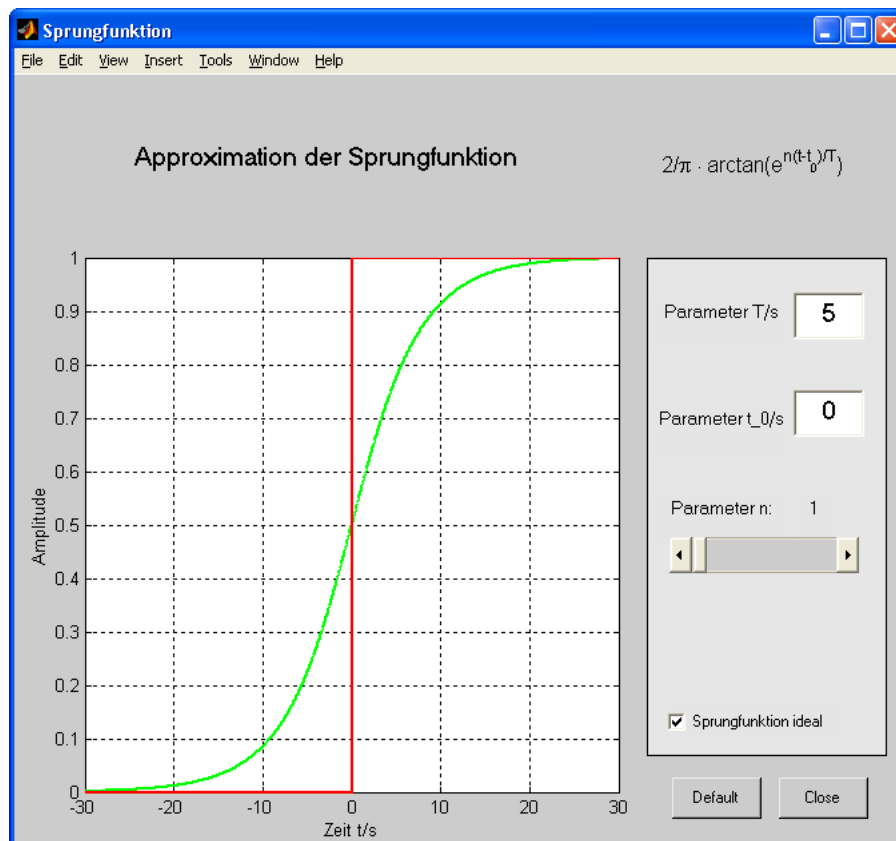 Sprungfunktion
File Edit View Insert Tools Window Help
Approximation der Sprungfunktion
2/π · arctan(e^n(t-t_0)/T)
1
0.9
0.8
0.7
0.6
0.5
0.4
0.3
0.2
0.1
0
Amplitude
-30 -20 -10 0 10 20 30
Zeit t/s
Parameter T/s 5
Parameter t_0/s 0
Parameter n: 1
Sprungfunktion ideal
Default Close